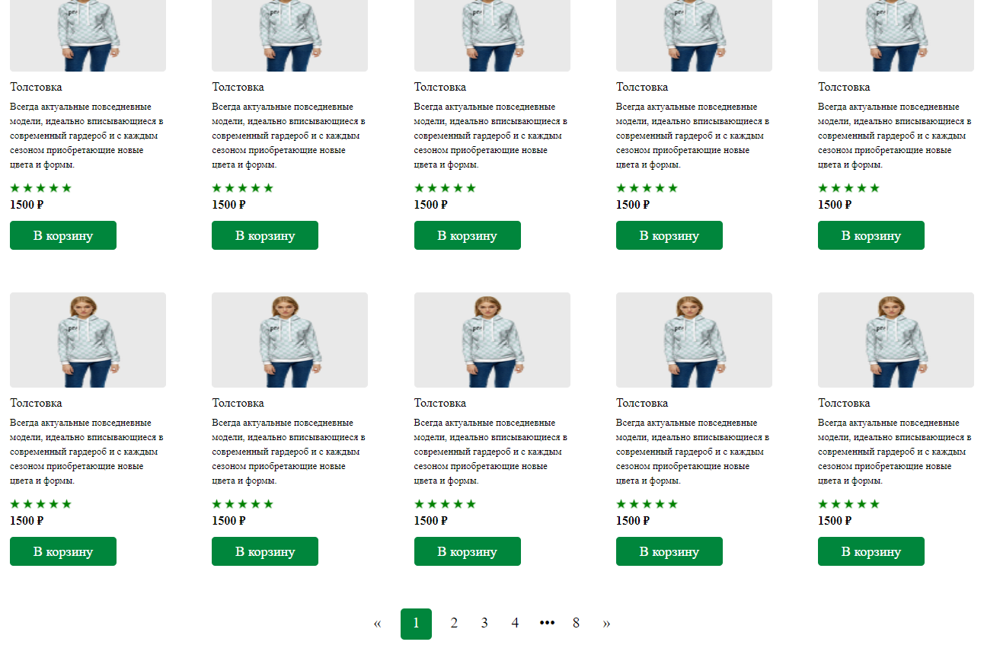 Толстовка Толстовка Толстовка Толстовка Толстовка
Всегда актуальные повседневные Всегда актуальные повседневные Всегда актуальные повседневные Всегда актуальные повседневные Всегда актуальные повседневные
модели, идеально вписывающиеся в модели, идеально вписывающиеся в модели, идеально вписывающиеся в модели, идеально вписывающиеся в модели, идеально вписывающиеся в
современный гардероб и с каждым современный гардероб и с каждым современный гардероб и с каждым современный гардероб и с каждым современный гардероб и с каждым
сезоном приобретающие новые сезоном приобретающие новые сезоном приобретающие новые сезоном приобретающие новые сезоном приобретающие новые
цвета и формы. цвета и формы. цвета и формы. цвета и формы. цвета и формы.
★★★★★ ★★★★★ ★★★★★ ★★★★★ ★★★★★
1500 ₽ 1500 ₽ 1500 ₽ 1500 ₽ 1500 ₽
В корзину В корзину В корзину В корзину В корзину
Толстовка Толстовка Толстовка Толстовка Толстовка
Всегда актуальные повседневные Всегда актуальные повседневные Всегда актуальные повседневные Всегда актуальные повседневные Всегда актуальные повседневные
модели, идеально вписывающиеся в модели, идеально вписывающиеся в модели, идеально вписывающиеся в модели, идеально вписывающиеся в модели, идеально вписывающиеся в
современный гардероб и с каждым современный гардероб и с каждым современный гардероб и с каждым современный гардероб и с каждым современный гардероб и с каждым
сезоном приобретающие новые сезоном приобретающие новые сезоном приобретающие новые сезоном приобретающие новые сезоном приобретающие новые
цвета и формы. цвета и формы. цвета и формы. цвета и формы. цвета и формы.
★★★★★ ★★★★★ ★★★★★ ★★★★★ ★★★★★
1500 ₽ 1500 ₽ 1500 ₽ 1500 ₽ 1500 ₽
В корзину В корзину В корзину В корзину В корзину
« 1 2 3 4 ••• 8 »